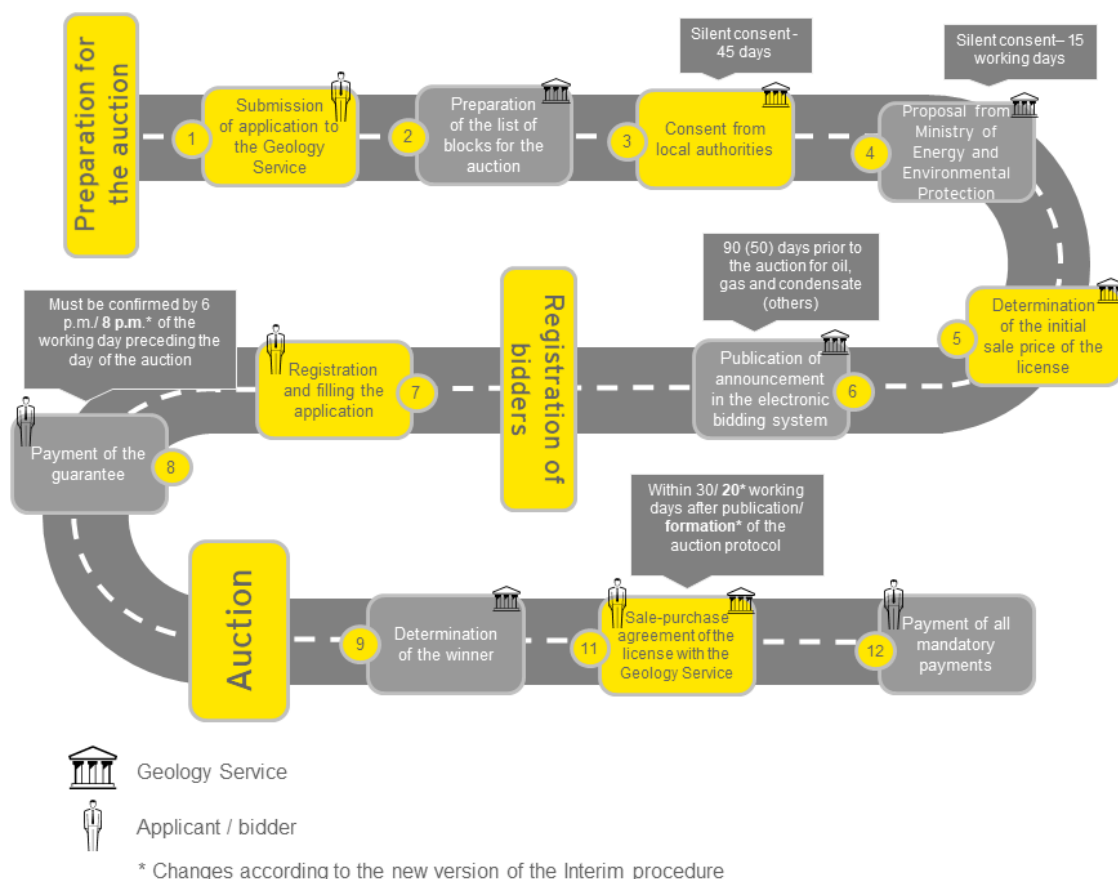 Preparation for
the auction
1
Submission
of application to
the Geology
Service
2
Preparation
of the list of
blocks for the
auction
Silent consent -
45 days
3
Consent from
local authorities
Silent consent– 15
working days
4
Proposal from
Ministry of
Energy and
Environmental
Protection
5
Determination
of the initial
sale price of the
license
90 (50) days prior to
the auction for oil,
gas and condensate
(others)
Publication of
announcement
in the electronic
bidding system
6
Registration of
bidders
Registration
and filling the
application
7
Must be confirmed by 6
p.m./ 8 p.m.* of the
working day preceding the
day of the auction
Payment of the
guarantee
8
Auction
9
Determination
of the winner
Within 30/ 20* working
days after publication/
formation* of the
auction protocol
11
Sale-purchase
agreement of the
license with the
Geology Service
12
Payment of all
mandatory
payments
Geology Service
Applicant / bidder
* Changes according to the new version of the Interim procedure